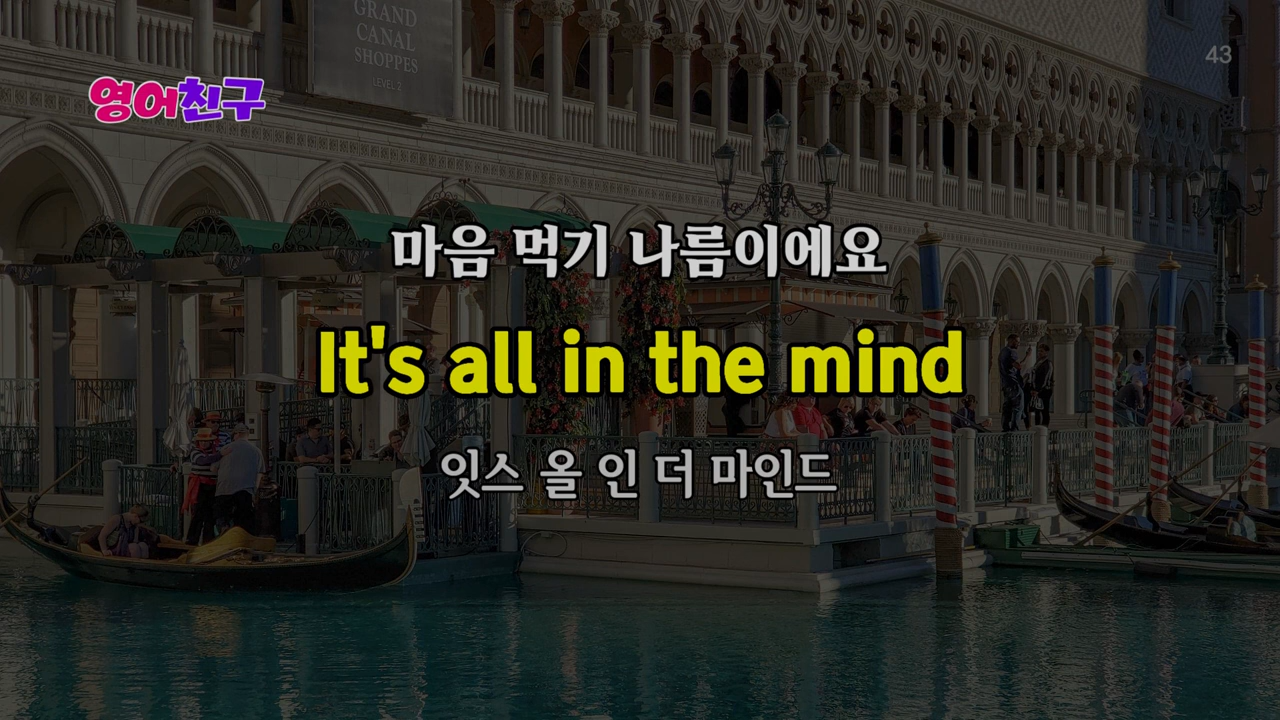 GRAND
CANAL
SHOPPES
LEVEL 2
43
영어친구
마음 먹기 나름이에요
It's all in the mind
잇스 올 인 더 마인드